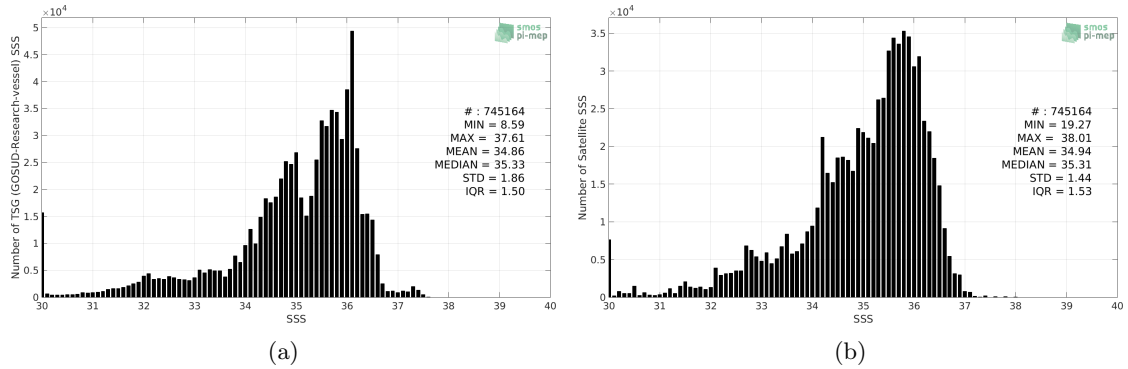 ×10⁴
5
4.5
4
3.5
3
2.5
2
1.5
1
0.5
0
30 31 32 33 34 35 36 37 38 39 40
SSS
Number of TSG (GOSUD-Research-vessel) SSS
smos
pi-mep
# : 745164
MIN = 8.59
MAX = 37.61
MEAN = 34.86
MEDIAN = 35.33
STD = 1.86
IQR = 1.50
(a)
×10⁴
3.5
3
2.5
2
1.5
1
0.5
0
30 31 32 33 34 35 36 37 38 39 40
SSS
Number of Satellite SSS
smos
pi-mep
# : 745164
MIN = 19.27
MAX = 38.01
MEAN = 34.94
MEDIAN = 35.31
STD = 1.44
IQR = 1.53
(b)